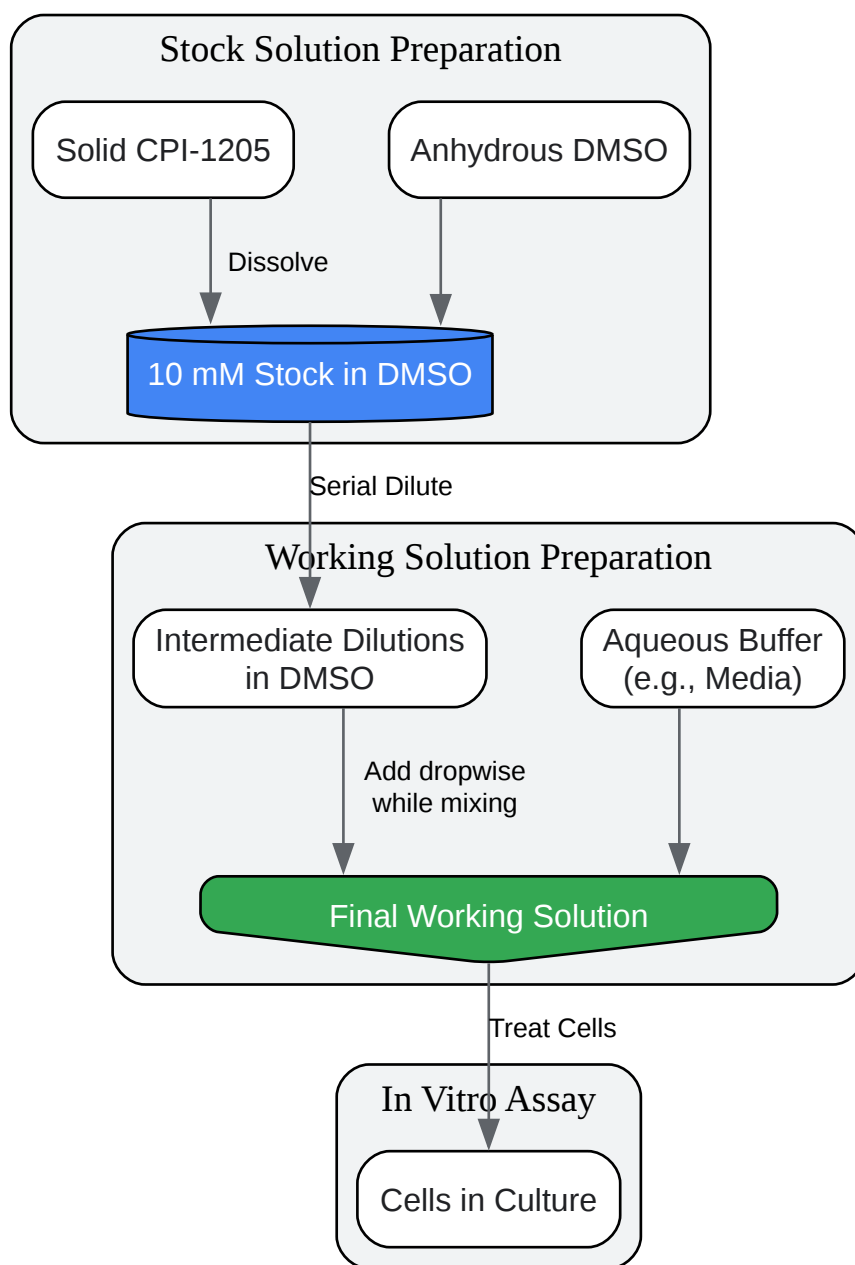 Stock Solution Preparation
Solid CPI-1205
Anhydrous DMSO
Dissolve
10 mM Stock in DMSO
Serial Dilute
Working Solution Preparation
Intermediate Dilutions
in DMSO
Aqueous Buffer
(e.g., Media)
Add dropwise
while mixing
Final Working Solution
Treat Cells
In Vitro Assay
Cells in Culture